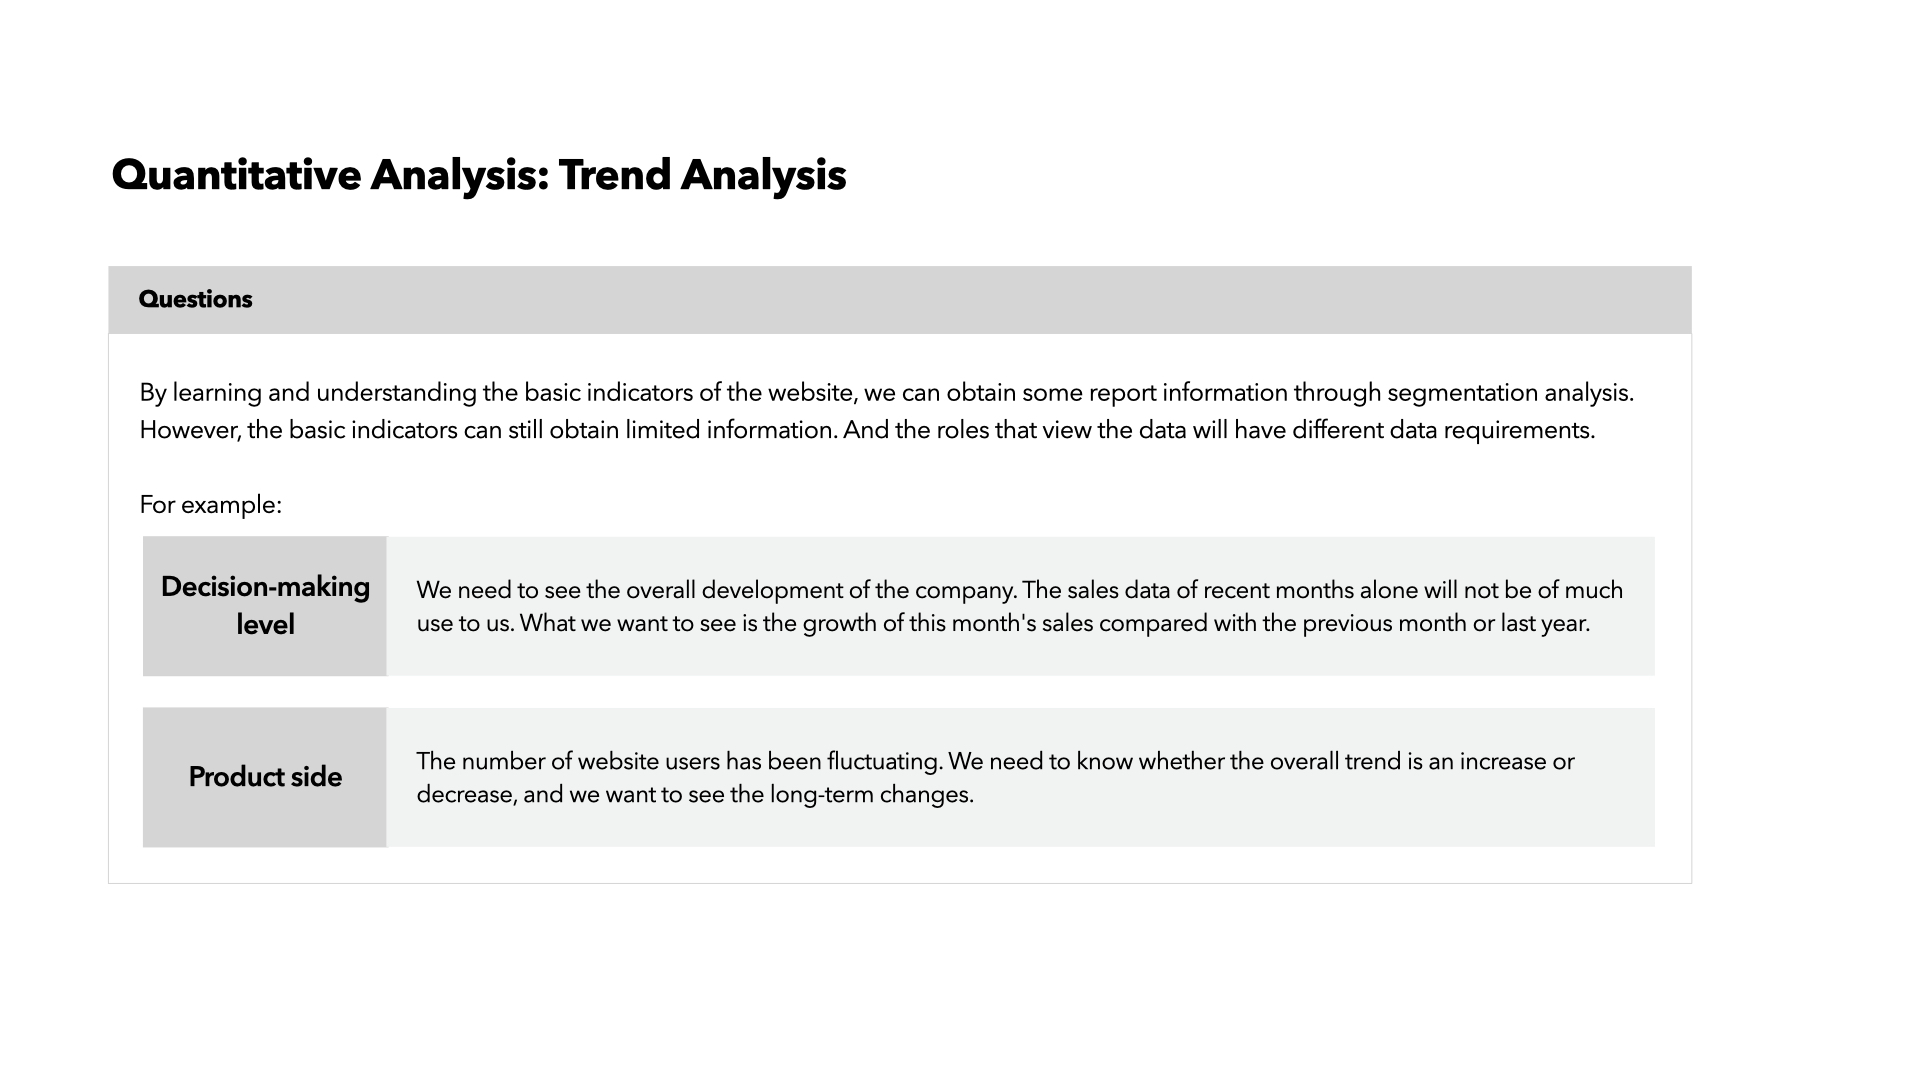 Quantitative Analysis: Trend Analysis
Questions
By learning and understanding the basic indicators of the website, we can obtain some report information through segmentation analysis.
However, the basic indicators can still obtain limited information. And the roles that view the data will have different data requirements.
For example:
Decision-making
level
We need to see the overall development of the company. The sales data of recent months alone will not be of much
use to us. What we want to see is the growth of this month's sales compared with the previous month or last year.
Product side
The number of website users has been fluctuating. We need to know whether the overall trend is an increase or
decrease, and we want to see the long-term changes.